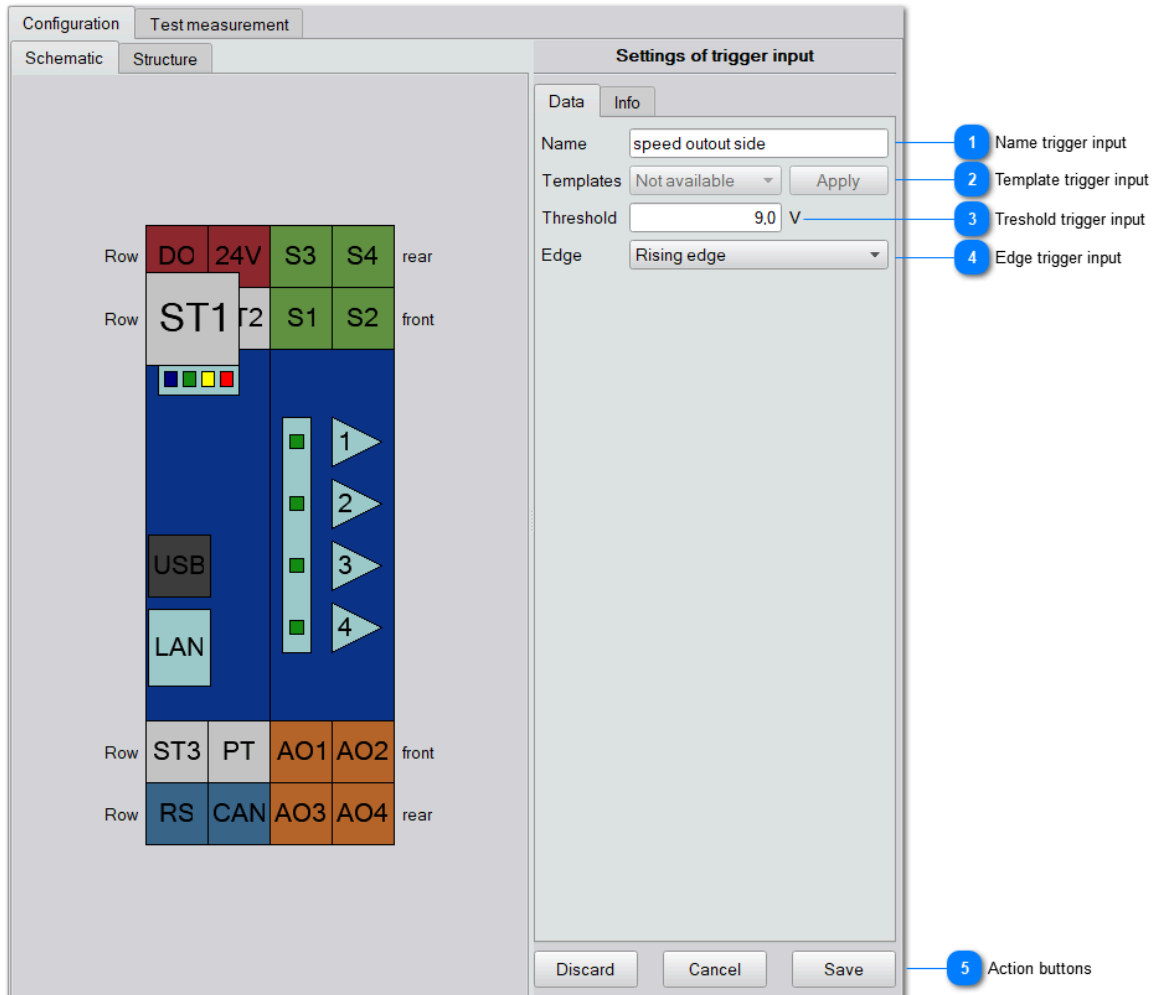 Configuration Test measurement
Schematic Structure
Settings of trigger input
Data Info
Name speed outout side 1 Name trigger input
Templates Not available Apply 2 Template trigger input
Threshold 9,0 V 3 Treshold trigger input
Edge Rising edge 4 Edge trigger input
Row DO 24V S3 S4 rear
Row ST1 T2 S1 S2 front
1
2
USB 3
LAN 4
Row ST3 PT AO1 AO2 front
Row RS CAN AO3 AO4 rear
Discard Cancel Save 5 Action buttons